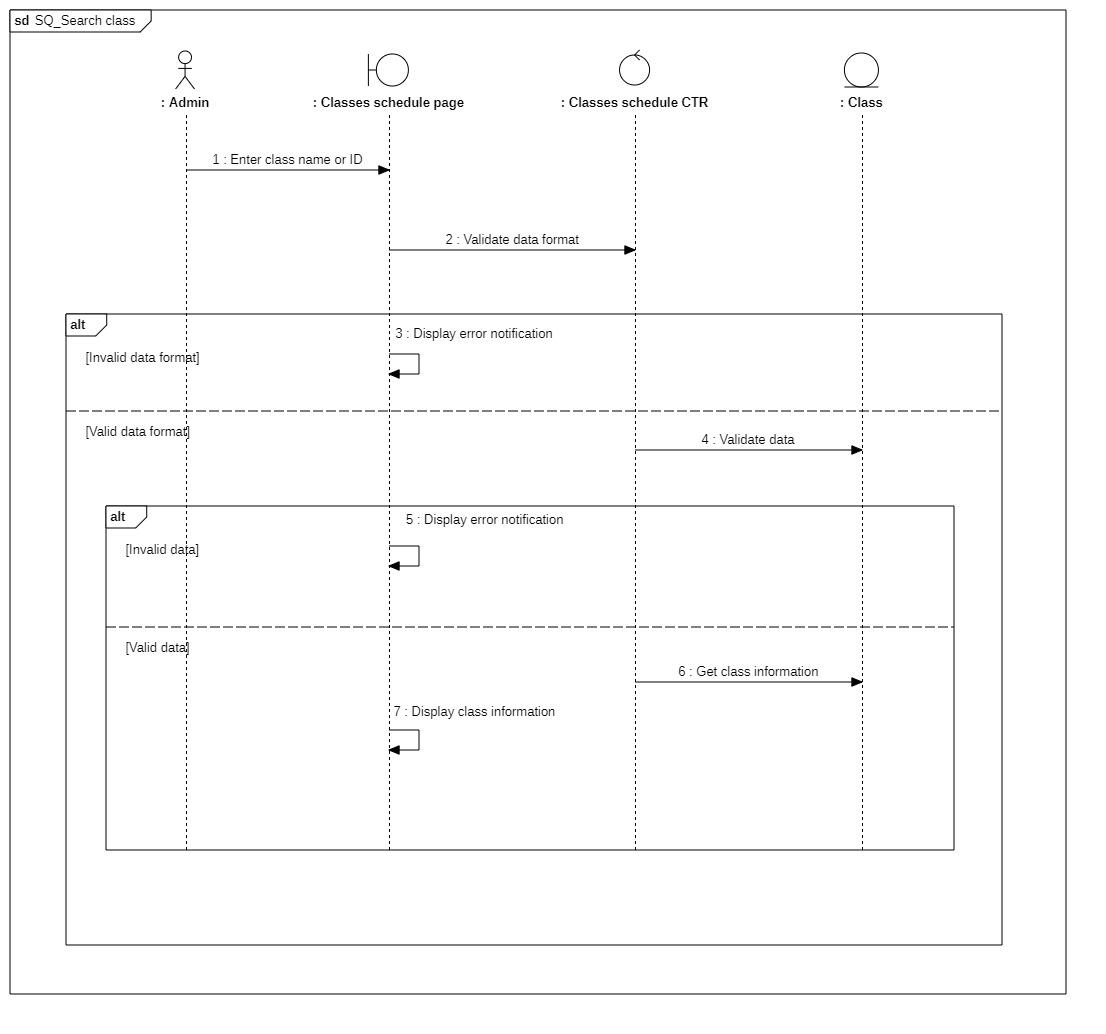 sd SQ_Search class
: Admin
: Classes schedule page
: Classes schedule CTR
: Class
1 : Enter class name or ID
2 : Validate data format
alt
3 : Display error notification
[Invalid data format]
[Valid data format]
4 : Validate data
alt
5 : Display error notification
[Invalid data]
[Valid data]
6 : Get class information
7 : Display class information